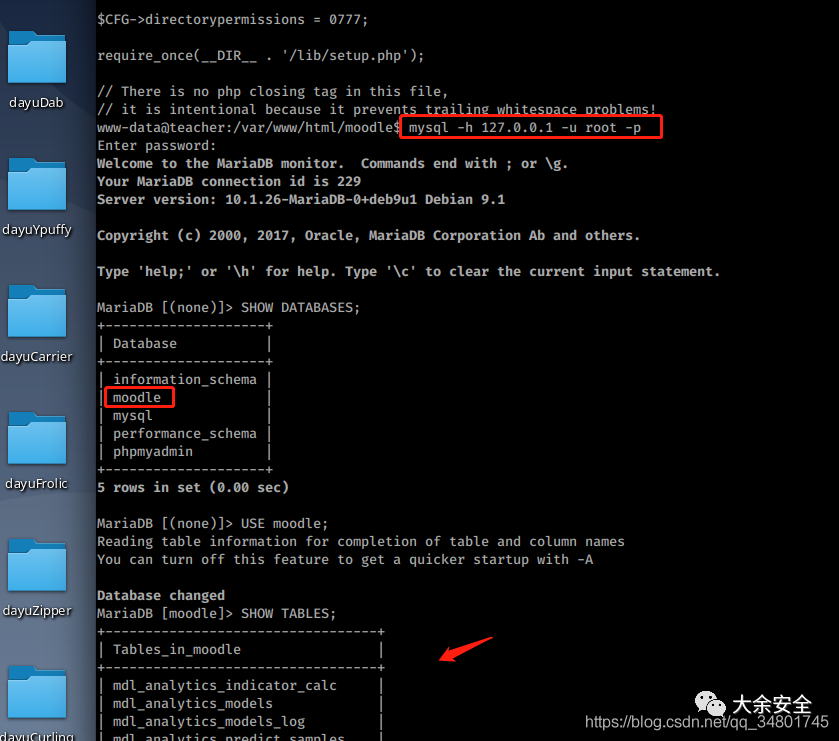 dayuDab
dayuYpuffy
dayuCarrier
dayuFrolic
dayuZipper
dayuCurling
$CFG->directorypermissions = 0777;
require_once(__DIR__ . '/lib/setup.php');
// There is no php closing tag in this file,
// it is intentional because it prevents trailing whitespace problems!
www-data@teacher:/var/www/html/moodle$ mysql -h 127.0.0.1 -u root -p
Enter password:
Welcome to the MariaDB monitor.  Commands end with ; or \g.
Your MariaDB connection id is 229
Server version: 10.1.26-MariaDB-0+deb9u1 Debian 9.1
Copyright (c) 2000, 2017, Oracle, MariaDB Corporation Ab and others.
Type 'help;' or '\h' for help. Type '\c' to clear the current input statement.
MariaDB [(none)]> SHOW DATABASES;
+--------------------+
| Database           |
+--------------------+
| information_schema |
| moodle             |
| mysql              |
| performance_schema |
| phpmyadmin         |
+--------------------+
5 rows in set (0.00 sec)
MariaDB [(none)]> USE moodle;
Reading table information for completion of table and column names
You can turn off this feature to get a quicker startup with -A
Database changed
MariaDB [moodle]> SHOW TABLES;
+----------------------------------+
| Tables_in_moodle                 |
+----------------------------------+
| mdl_analytics_indicator_calc     |
| mdl_analytics_models             |
| mdl_analytics_models_log         |
| mdl_analytics_predict_samples    |
大余安全
https://blog.csdn.net/qq_34801745